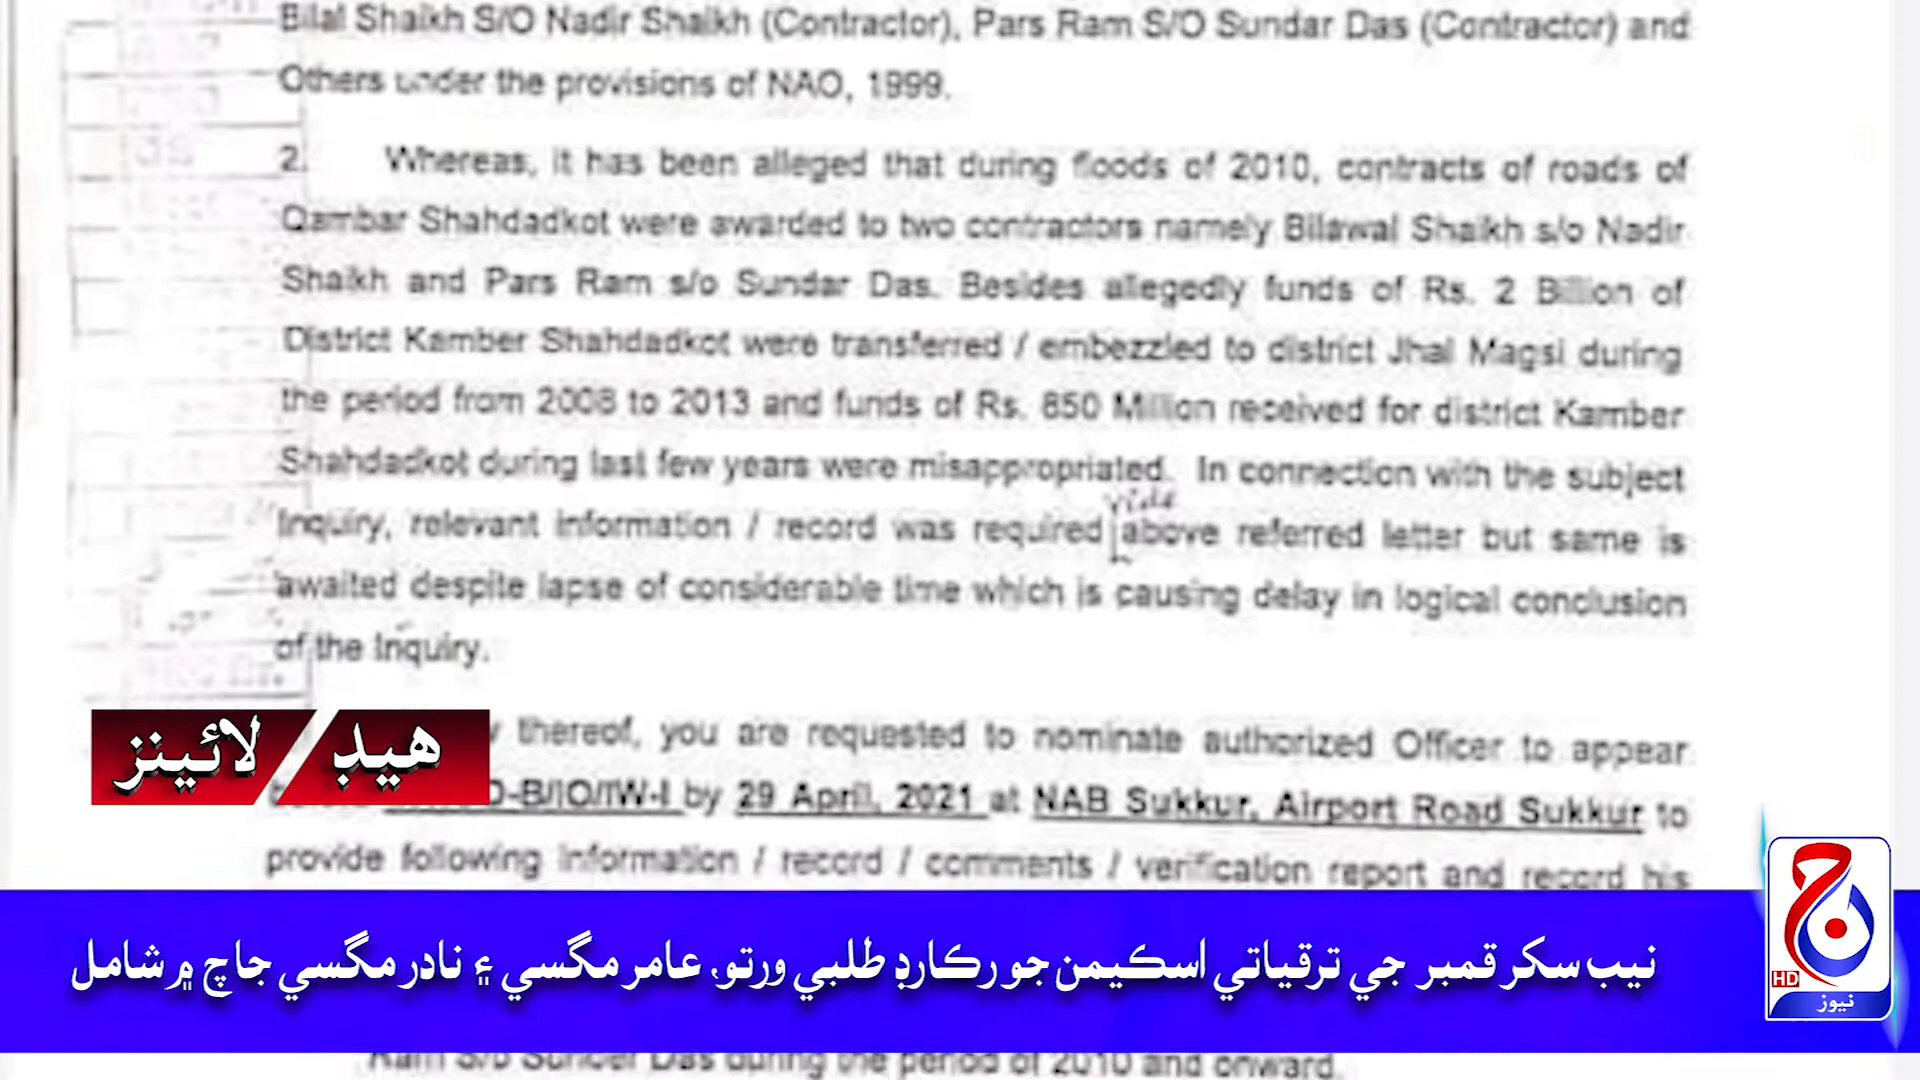 Bilal Shaikh S/O Nadir Shaikh (Contractor), Pars Ram S/O Sundar Das (Contractor) and
Others under the provisions of NAO, 1999.
2. Whereas, it has been alleged that during floods of 2010, contracts of roads of
Qambar Shahdadkot were awarded to two contractors namely Bilawal Shaikh s/o Nadir
Shaikh and Pars Ram s/o Sundar Das. Besides allegedly funds of Rs. 2 Billion of
District Kamber Shahdadkot were transferred / embezzled to district Jhal Magsi during
the period from 2008 to 2013 and funds of Rs. 850 Million received for district Kamber
Shahdadkot during last few years were misappropriated. In connection with the subject
vide
Inquiry, relevant information / record was required above referred letter but same is
awaited despite lapse of considerable time which is causing delay in logical conclusion
of the Inquiry.
thereof, you are requested to nominate authorized Officer to appear
D-B/IO/IW-I by 29 April, 2021 at NAB Sukkur, Airport Road Sukkur to
provide following information / record / comments / verification report and record his
هيڊ لائينز
نيب سکر قمبر جي ترقياتي اسڪيمن جو رڪارڊ طلبي ورتو، عامر مگسي ۽ نادر مگسي جاچ ۾ شامل
HD
نيوز
Ram S/o Sunder Das during the period of 2010 and onward.